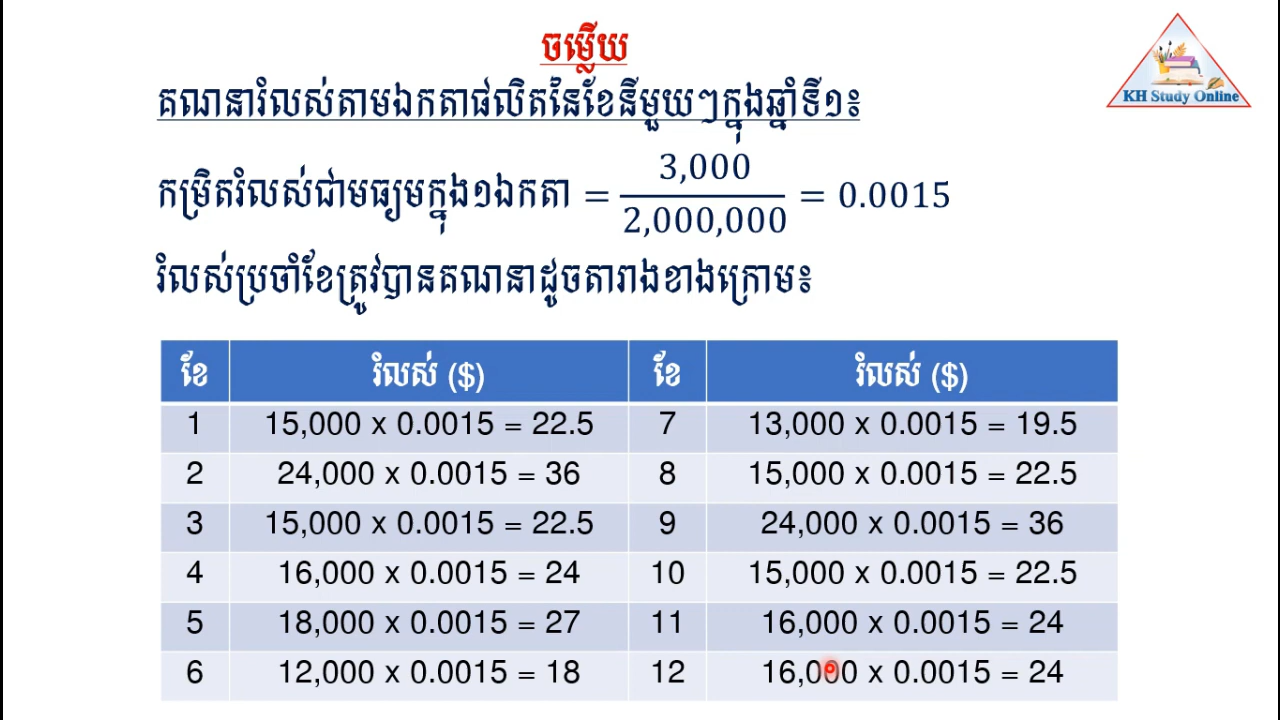 ចម្លើយ
KH Study Online
គណនារំលស់តាមឯកតាផលិតនៃខែនីមួយៗក្នុងឆ្នាំទី១៖
កម្រិតរំលស់ជាមធ្យមក្នុង១ឯកតា = 3,000 / 2,000,000 = 0.0015
រំលស់ប្រចាំខែត្រូវបានគណនាដូចតារាងខាងក្រោម៖
ខែ រំលស់ ($) ខែ រំលស់ ($)
1 15,000 x 0.0015 = 22.5 7 13,000 x 0.0015 = 19.5
2 24,000 x 0.0015 = 36 8 15,000 x 0.0015 = 22.5
3 15,000 x 0.0015 = 22.5 9 24,000 x 0.0015 = 36
4 16,000 x 0.0015 = 24 10 15,000 x 0.0015 = 22.5
5 18,000 x 0.0015 = 27 11 16,000 x 0.0015 = 24
6 12,000 x 0.0015 = 18 12 16,000 x 0.0015 = 24